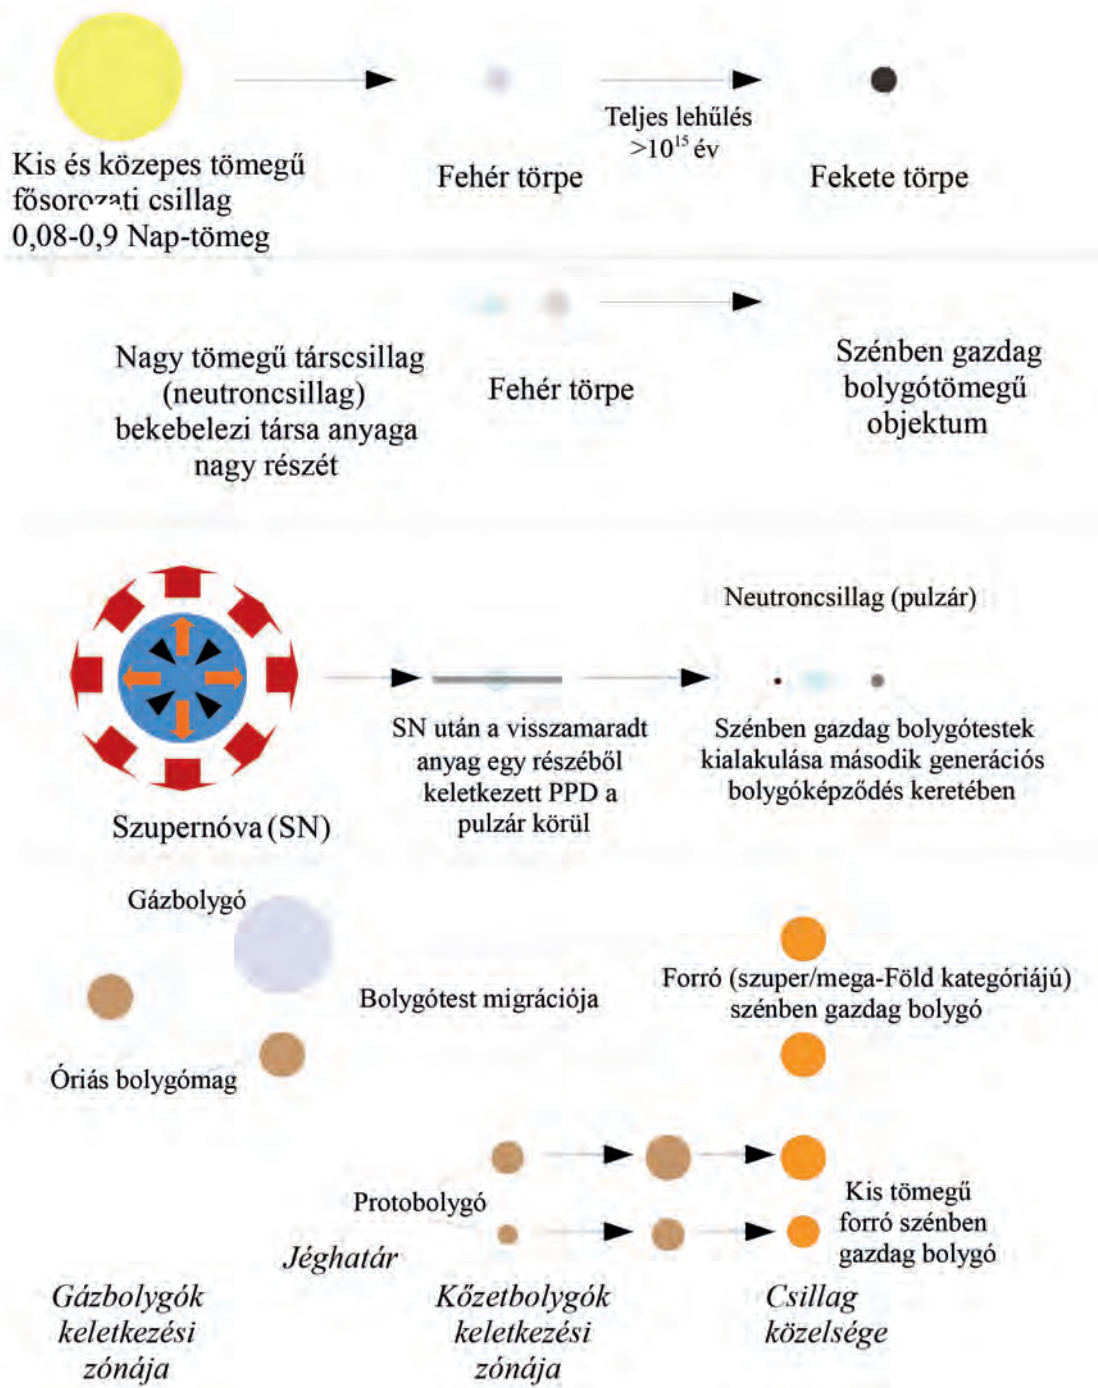 Kis és közepes tömegű
fősorozati csillag
0,08-0,9 Nap-tömeg
Fehér törpe
Teljes lehűlés
>10¹⁵ év
Fekete törpe
Nagy tömegű társcsillag
(neutroncsillag)
bekebelezi társa anyaga
nagy részét
Fehér törpe
Szénben gazdag
bolygótömegű
objektum
Szupernóva (SN)
SN után a visszamaradt
anyag egy részéből
keletkezett PPD a
pulzár körül
Neutroncsillag (pulzár)
Szénben gazdag bolygótestek
kialakulása második generációs
bolygóképződés keretében
Gázbolygó
Óriás bolygómag
Bolygótest migrációja
Forró (szuper/mega-Föld kategóriájú)
szénben gazdag bolygó
Protobolygó
Kis tömegű
forró szénben
gazdag bolygó
Jéghatár
Gázbolygók
keletkezési
zónája
Kőzetbolygók
keletkezési
zónája
Csillag
közelsége